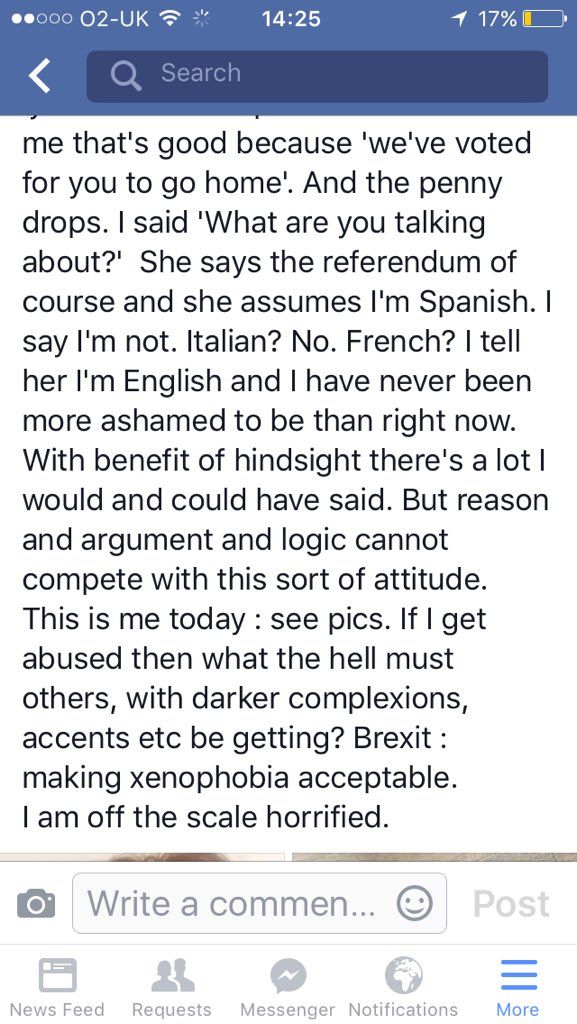 O2-UK 14:25 17%
Search
me that's good because 'we've voted
for you to go home'. And the penny
drops. I said 'What are you talking
about?'  She says the referendum of
course and she assumes I'm Spanish. I
say I'm not. Italian? No. French? I tell
her I'm English and I have never been
more ashamed to be than right now.
With benefit of hindsight there's a lot I
would and could have said. But reason
and argument and logic cannot
compete with this sort of attitude.
This is me today : see pics. If I get
abused then what the hell must
others, with darker complexions,
accents etc be getting? Brexit :
making xenophobia acceptable.
I am off the scale horrified.
Write a commen... Post
News Feed Requests Messenger Notifications More